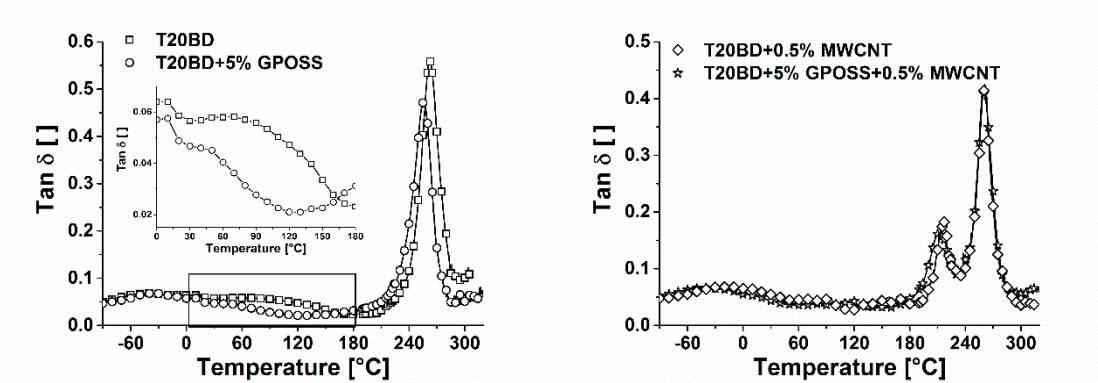 0.6
T20BD
T20BD+5% GPOSS
0.5
0.4
0.3
0.2
0.1
0.0
Tan δ [ ]
0.06
0.04
0.02
Tan δ [ ]
0 30 60 90 120 150 180
Temperature [°C]
-60 0 60 120 180 240 300
Temperature [°C]
0.5
T20BD+0.5% MWCNT
T20BD+5% GPOSS+0.5% MWCNT
0.4
0.3
0.2
0.1
0.0
Tan δ [ ]
-60 0 60 120 180 240 300
Temperature [°C]